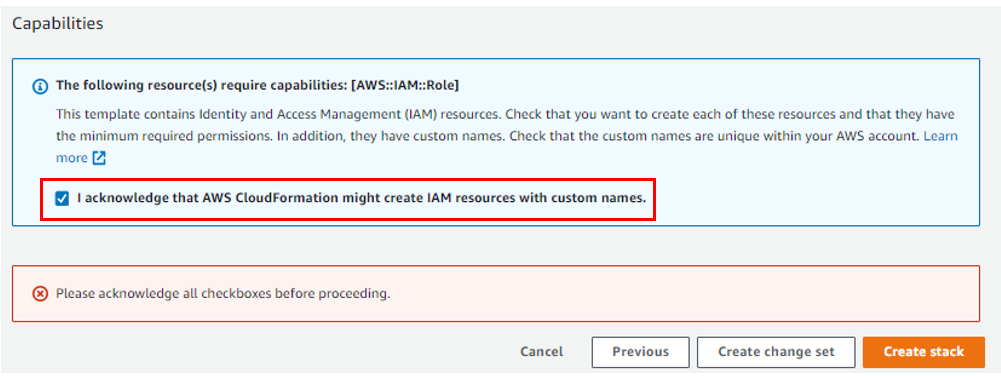 Capabilities
The following resource(s) require capabilities: [AWS::IAM::Role]
This template contains Identity and Access Management (IAM) resources. Check that you want to create each of these resources and that they have
the minimum required permissions. In addition, they have custom names. Check that the custom names are unique within your AWS account. Learn
more
I acknowledge that AWS CloudFormation might create IAM resources with custom names.
Please acknowledge all checkboxes before proceeding.
Cancel Previous Create change set Create stack